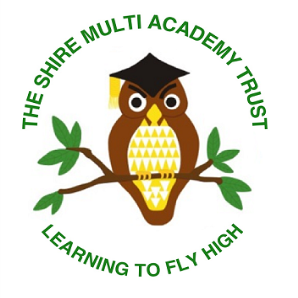 THE SHIRE MULTI ACADEMY TRUST
LEARNING TO FLY HIGH